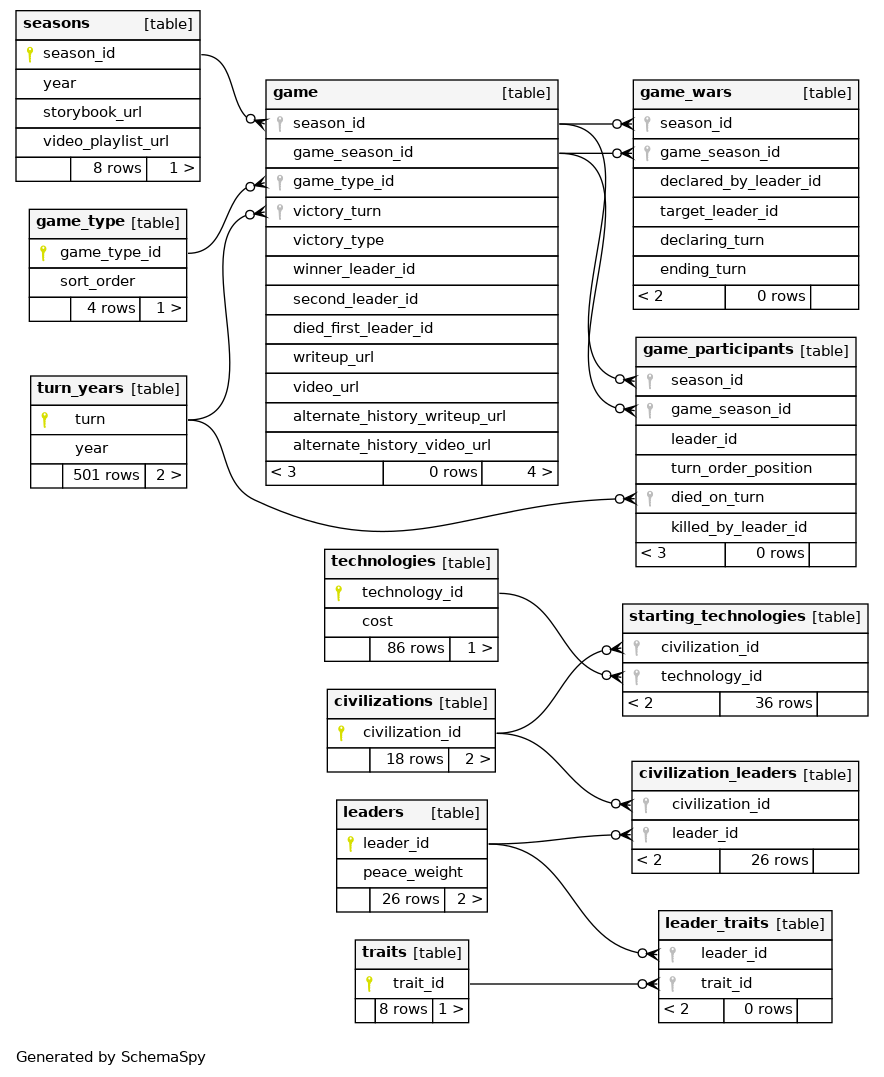 seasons [table]
season_id
year
storybook_url
video_playlist_url
8 rows 1 >
game_type [table]
game_type_id
sort_order
4 rows 1 >
turn_years [table]
turn
year
501 rows 2 >
game [table]
season_id
game_season_id
game_type_id
victory_turn
victory_type
winner_leader_id
second_leader_id
died_first_leader_id
writeup_url
video_url
alternate_history_writeup_url
alternate_history_video_url
< 3 0 rows 4 >
game_wars [table]
season_id
game_season_id
declared_by_leader_id
target_leader_id
declaring_turn
ending_turn
< 2 0 rows
game_participants [table]
season_id
game_season_id
leader_id
turn_order_position
died_on_turn
killed_by_leader_id
< 3 0 rows
technologies [table]
technology_id
cost
86 rows 1 >
civilizations [table]
civilization_id
18 rows 2 >
leaders [table]
leader_id
peace_weight
26 rows 2 >
traits [table]
trait_id
8 rows 1 >
starting_technologies [table]
civilization_id
technology_id
< 2 36 rows
civilization_leaders [table]
civilization_id
leader_id
< 2 26 rows
leader_traits [table]
leader_id
trait_id
< 2 0 rows
Generated by SchemaSpy